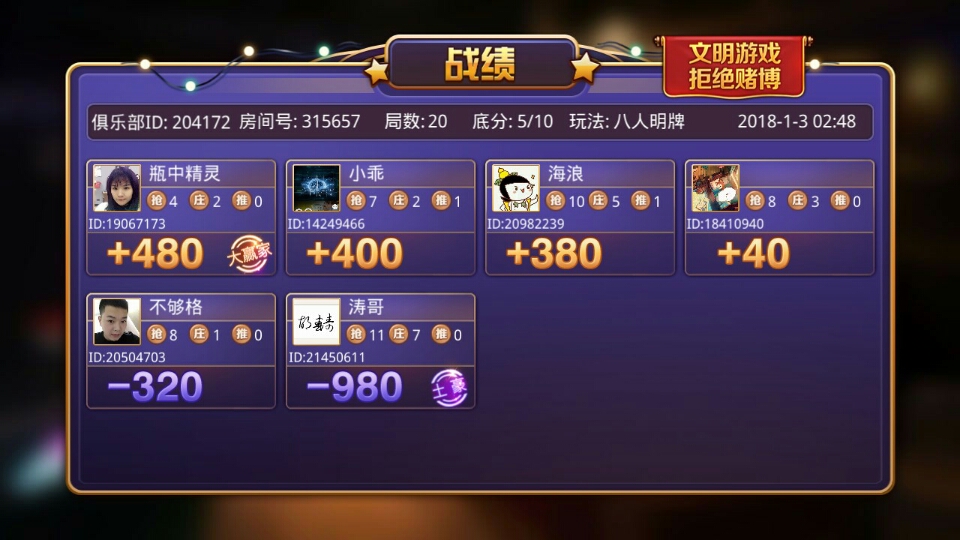 战绩
文明游戏
拒绝赌博
俱乐部ID: 204172 房间号: 315657 局数: 20 底分: 5/10 玩法: 八人明牌 2018-1-3 02:48
瓶中精灵
抢 4 庄 2 推 0
ID:19067173
+480 大赢家
小乖
抢 7 庄 2 推 1
ID:14249466
+400
海浪
抢 10 庄 5 推 1
ID:20982239
+380
抢 8 庄 3 推 0
ID:18410940
+40
不够格
抢 8 庄 1 推 0
ID:20504703
-320
涛哥
抢 11 庄 7 推 0
ID:21450611
-980 土豪